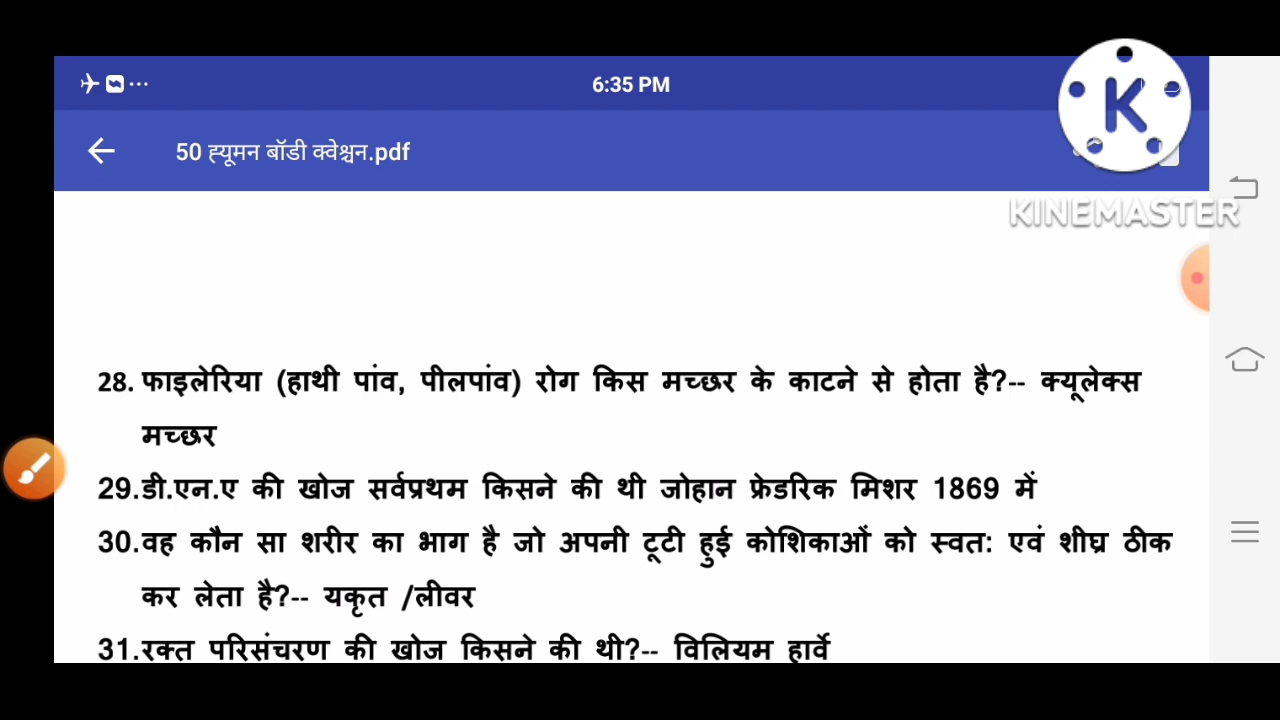 6:35 PM
50 ह्यूमन बॉडी क्वेश्चन.pdf
K
KINEMASTER
28. फाइलेरिया (हाथी पांव, पीलपांव) रोग किस मच्छर के काटने से होता है?-- क्यूलेक्स
मच्छर
29.डी.एन.ए की खोज सर्वप्रथम किसने की थी जोहान फ्रेडरिक मिशर 1869 में
30.वह कौन सा शरीर का भाग है जो अपनी टूटी हुई कोशिकाओं को स्वत: एवं शीघ्र ठीक
कर लेता है?-- यकृत /लीवर
31.रक्त परिसंचरण की खोज किसने की थी?-- विलियम हार्वे